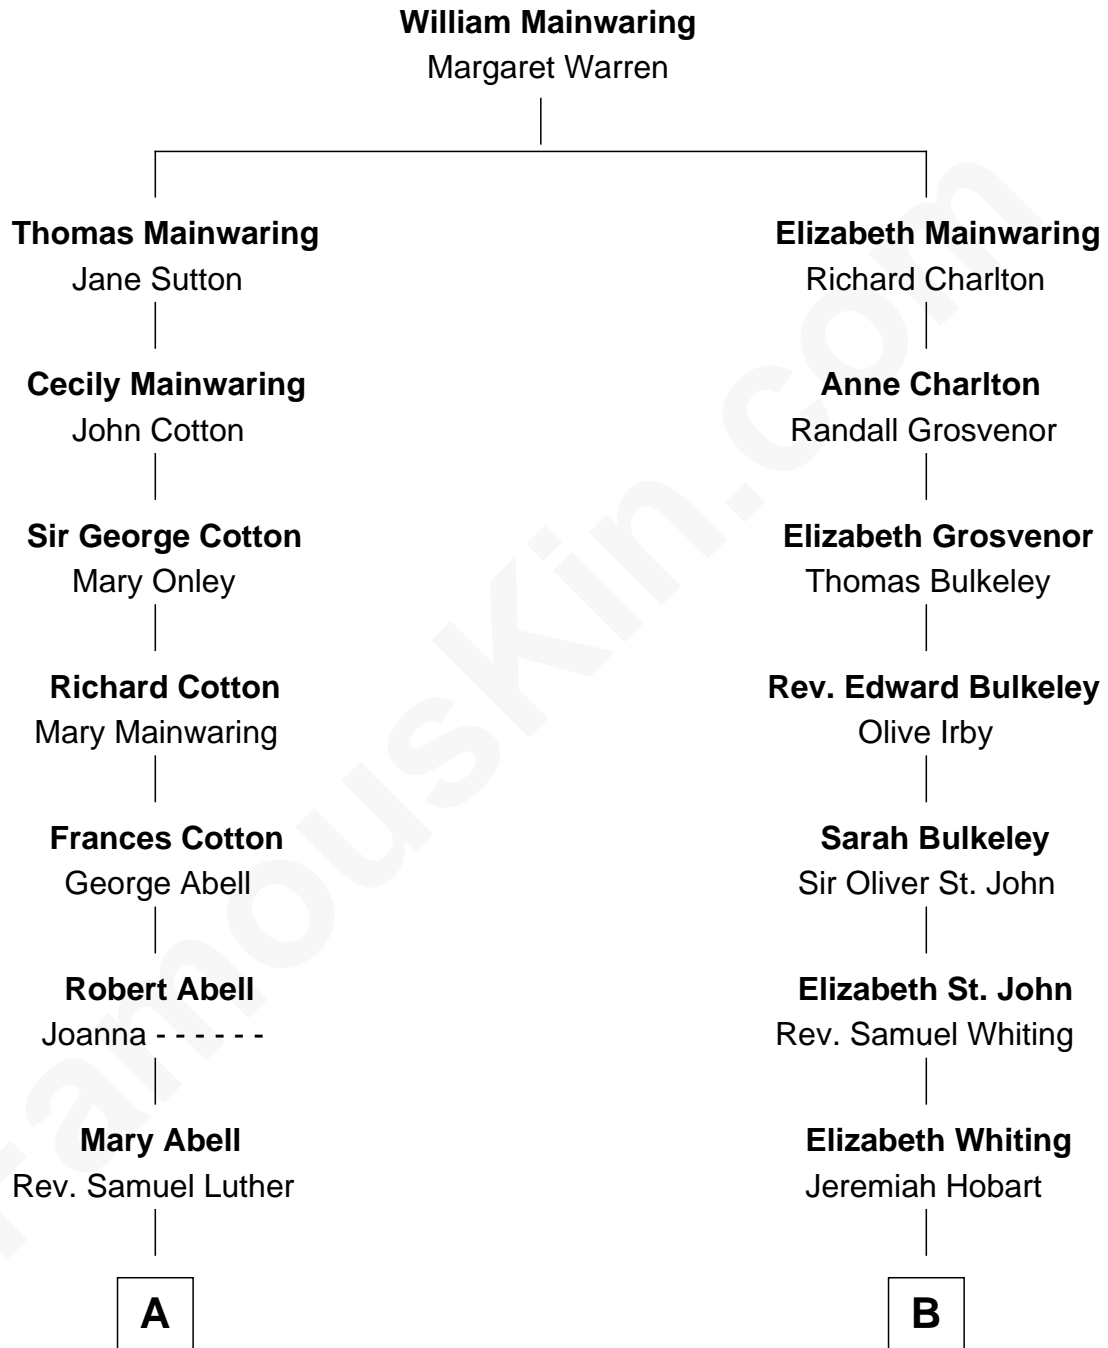 William Mainwaring
Margaret Warren
Thomas Mainwaring
Jane Sutton
Elizabeth Mainwaring
Richard Charlton
Cecily Mainwaring
John Cotton
Anne Charlton
Randall Grosvenor
Sir George Cotton
Mary Onley
Elizabeth Grosvenor
Thomas Bulkeley
Richard Cotton
Mary Mainwaring
Rev. Edward Bulkeley
Olive Irby
Frances Cotton
George Abell
Sarah Bulkeley
Sir Oliver St. John
Robert Abell
Joanna - - - - - -
Elizabeth St. John
Rev. Samuel Whiting
Mary Abell
Rev. Samuel Luther
Elizabeth Whiting
Jeremiah Hobart
A
B
FamousKin.com